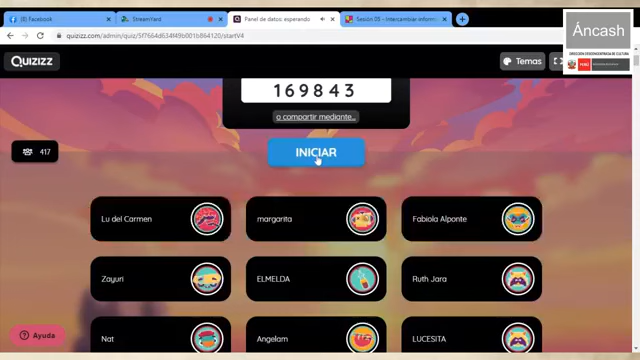 (6) Facebook
StreamYard
Panel de datos: esperando
Sesión 05 - Intercambiar inform
quizizz.com/admin/quiz/5f7664d634f49b001b864120/startV4
Áncash
PERÚ
Quizizz
Temas
169843
o compartir mediante..
417
INICIAR
Lu del Carmen
margarita
Fabiola Alponte
Zayuri
ELMELDA
Ruth Jara
Nat
Angelam
LUCESITA
Ayuda